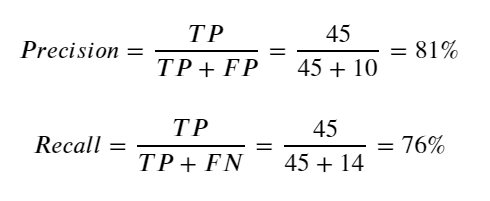 Precision = TP / (TP + FP) = 45 / (45 + 10) = 81%
Recall = TP / (TP + FN) = 45 / (45 + 14) = 76%